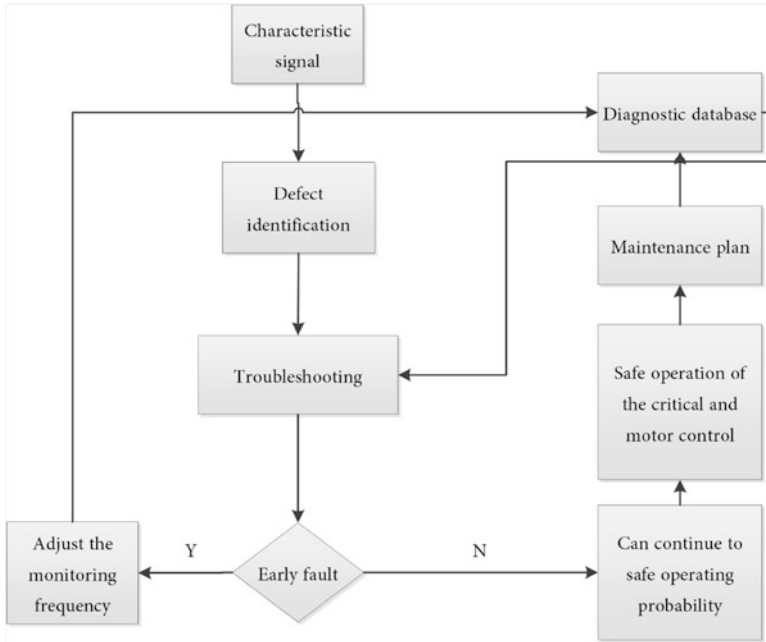 Characteristic
signal
Diagnostic database
Defect
identification
Maintenance plan
Troubleshooting
Safe operation of
the critical and
motor control
Adjust the
monitoring
frequency
Y
Early fault
N
Can continue to
safe operating
probability